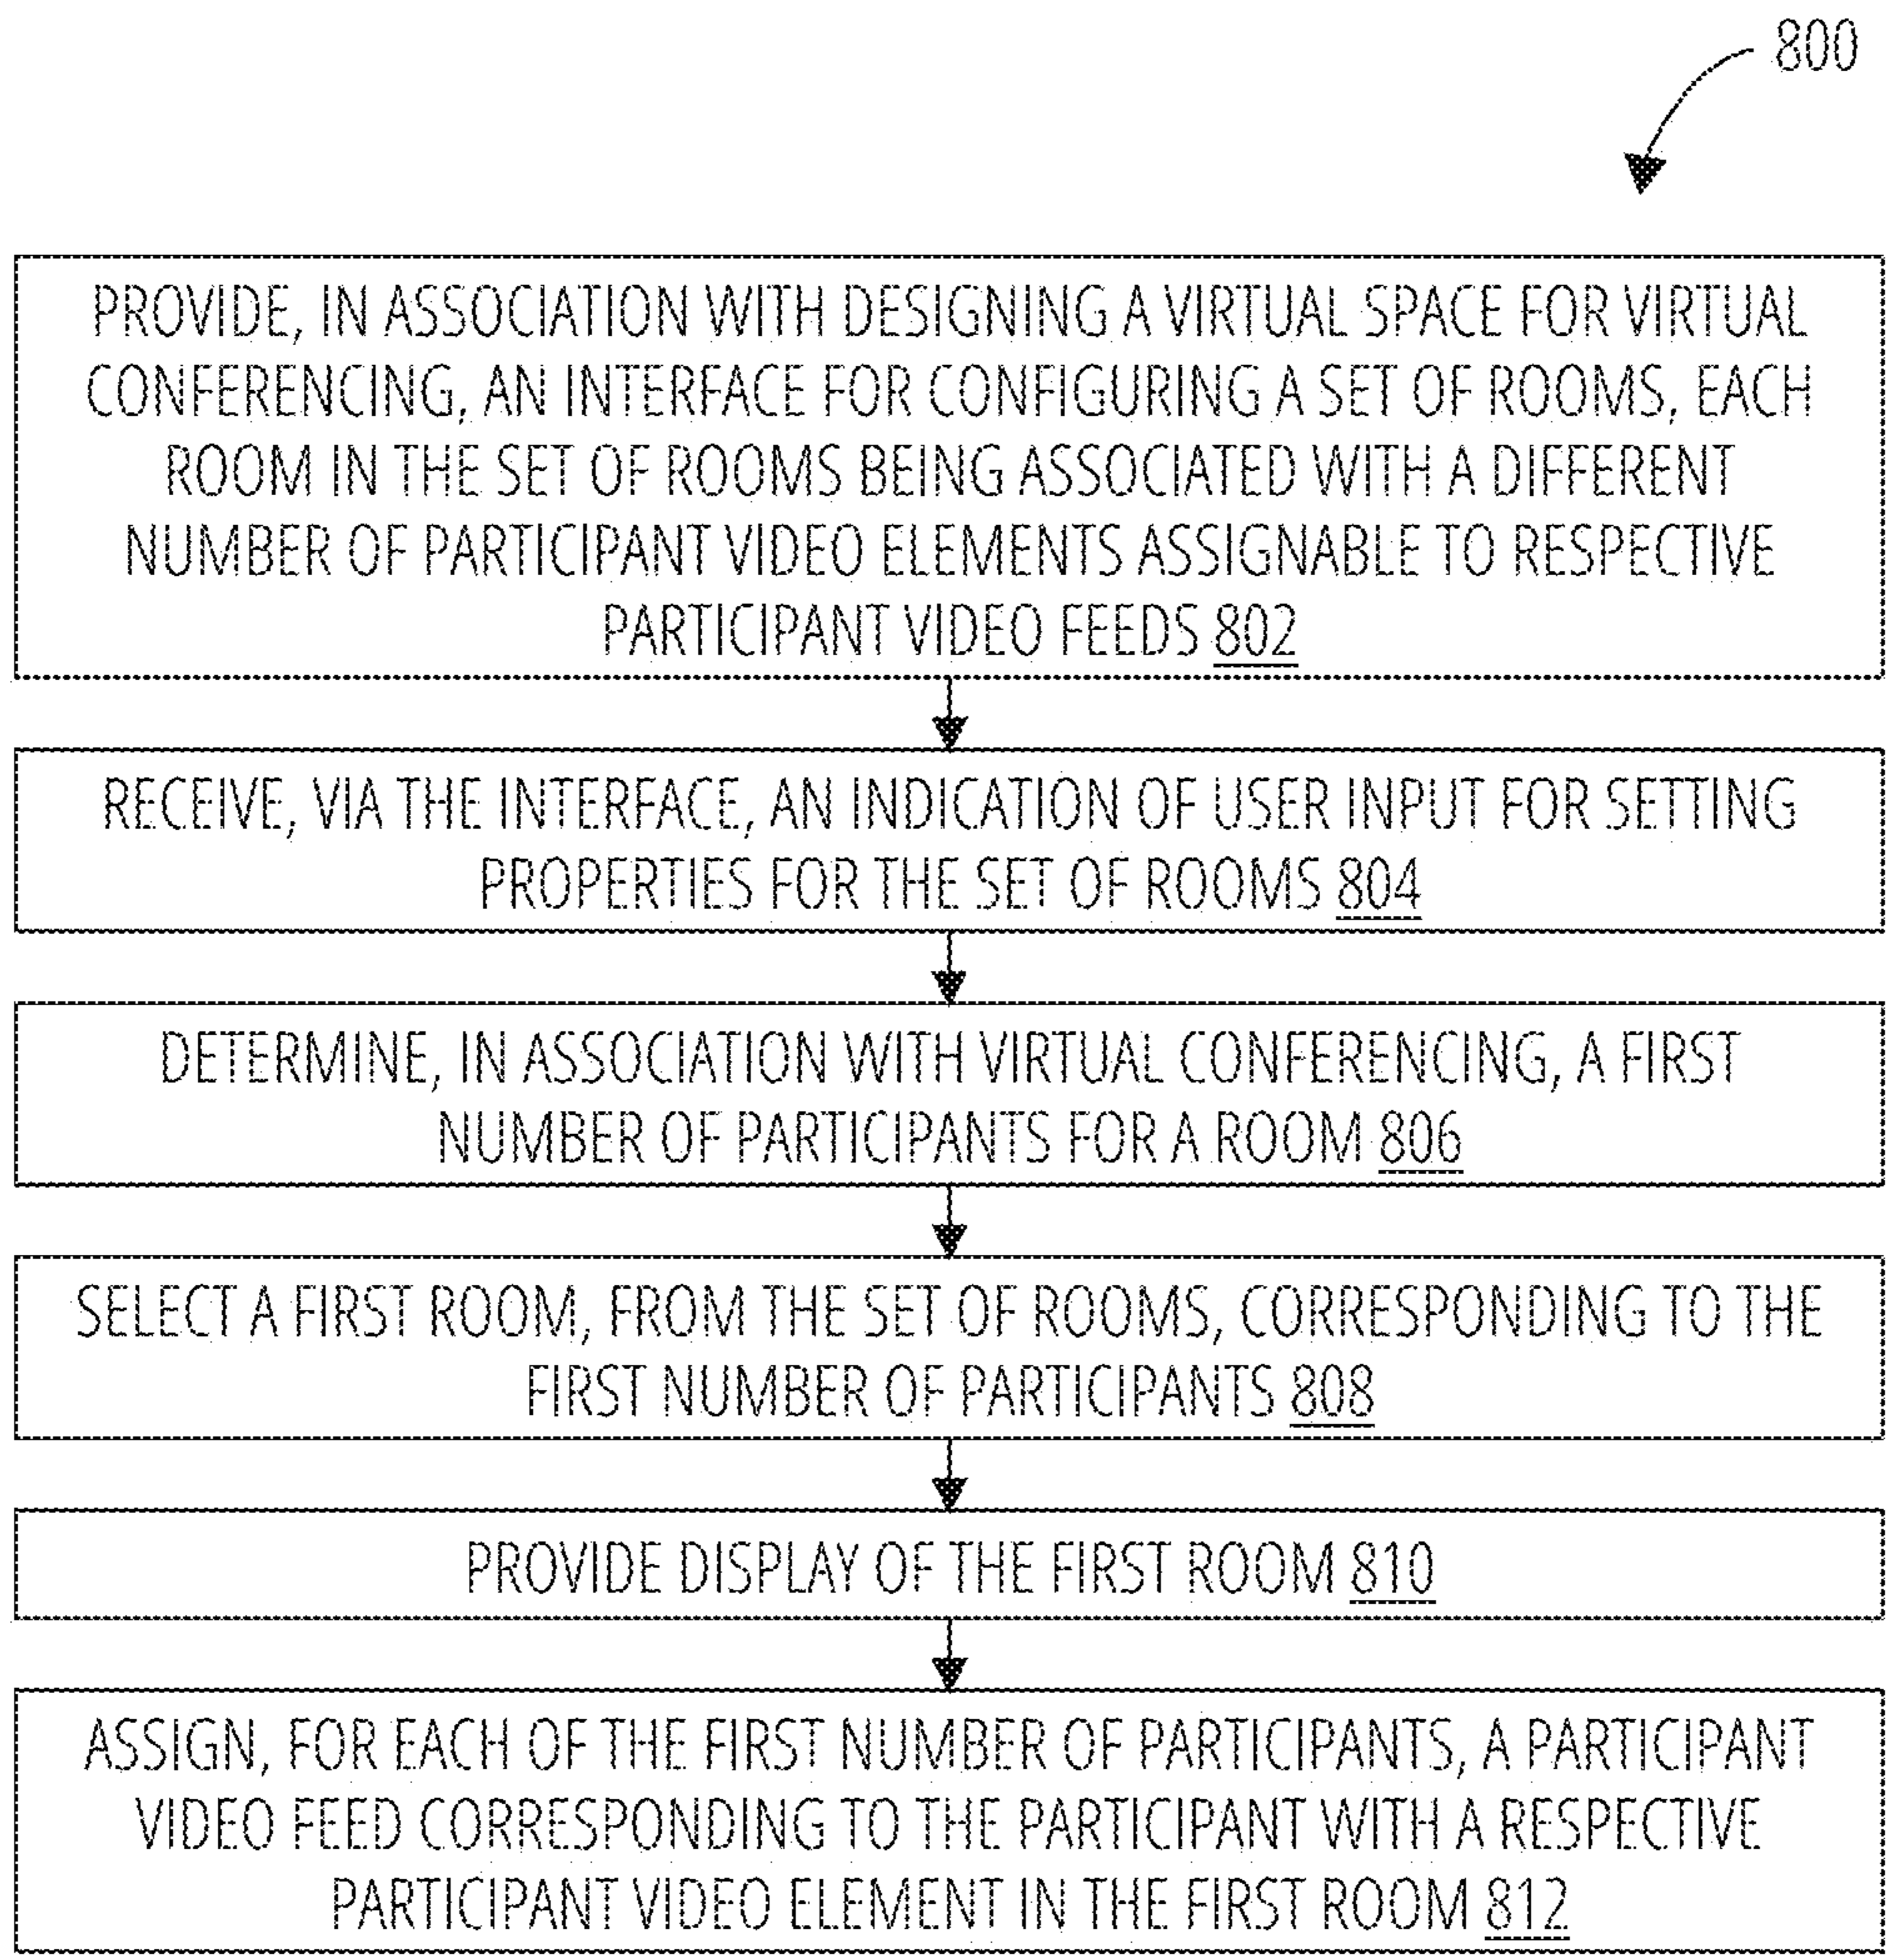 800
PROVIDE, IN ASSOCIATION WITH DESIGNING A VIRTUAL SPACE FOR VIRTUAL
CONFERENCING, AN INTERFACE FOR CONFIGURING A SET OF ROOMS, EACH
ROOM IN THE SET OF ROOMS BEING ASSOCIATED WITH A DIFFERENT
NUMBER OF PARTICIPANT VIDEO ELEMENTS ASSIGNABLE TO RESPECTIVE
PARTICIPANT VIDEO FEEDS 802
RECEIVE, VIA THE INTERFACE, AN INDICATION OF USER INPUT FOR SETTING
PROPERTIES FOR THE SET OF ROOMS 804
DETERMINE, IN ASSOCIATION WITH VIRTUAL CONFERENCING, A FIRST
NUMBER OF PARTICIPANTS FOR A ROOM 806
SELECT A FIRST ROOM, FROM THE SET OF ROOMS, CORRESPONDING TO THE
FIRST NUMBER OF PARTICIPANTS 808
PROVIDE DISPLAY OF THE FIRST ROOM 810
ASSIGN, FOR EACH OF THE FIRST NUMBER OF PARTICIPANTS, A PARTICIPANT
VIDEO FEED CORRESPONDING TO THE PARTICIPANT WITH A RESPECTIVE
PARTICIPANT VIDEO ELEMENT IN THE FIRST ROOM 812